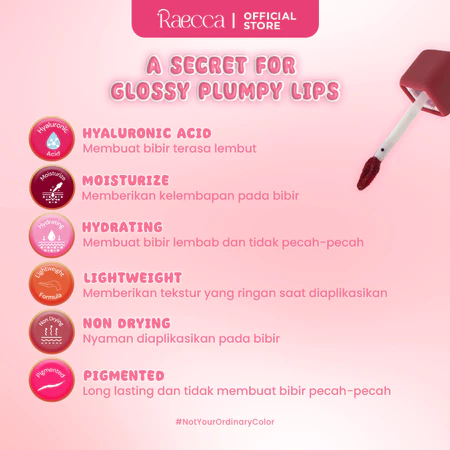 Raecca | OFFICIAL STORE
A SECRET FOR
GLOSSY PLUMPY LIPS
Hyaluronic Acid
HYALURONIC ACID
Membuat bibir terasa lembut
Moisturize
MOISTURIZE
Memberikan kelembapan pada bibir
Hydrating
HYDRATING
Membuat bibir lembab dan tidak pecah-pecah
Lightweight Formula
LIGHTWEIGHT
Memberikan tekstur yang ringan saat diaplikasikan
Non Drying
NON DRYING
Nyaman diaplikasikan pada bibir
Pigmented
PIGMENTED
Long lasting dan tidak membuat bibir pecah-pecah
#NotYourOrdinaryColor